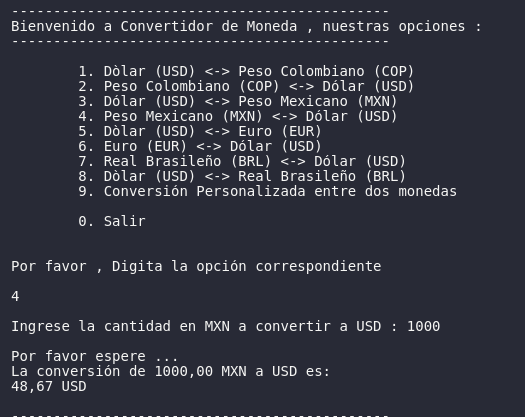 ---------------------------------------------
Bienvenido a Convertidor de Moneda , nuestras opciones :
---------------------------------------------
1. Dòlar (USD) <-> Peso Colombiano (COP)
2. Peso Colombiano (COP) <-> Dólar (USD)
3. Dólar (USD) <-> Peso Mexicano (MXN)
4. Peso Mexicano (MXN) <-> Dólar (USD)
5. Dòlar (USD) <-> Euro (EUR)
6. Euro (EUR) <-> Dólar (USD)
7. Real Brasileño (BRL) <-> Dólar (USD)
8. Dòlar (USD) <-> Real Brasileño (BRL)
9. Conversión Personalizada entre dos monedas
0. Salir
Por favor , Digita la opción correspondiente
4
Ingrese la cantidad en MXN a convertir a USD : 1000
Por favor espere ...
La conversión de 1000,00 MXN a USD es:
48,67 USD
---------------------------------------------